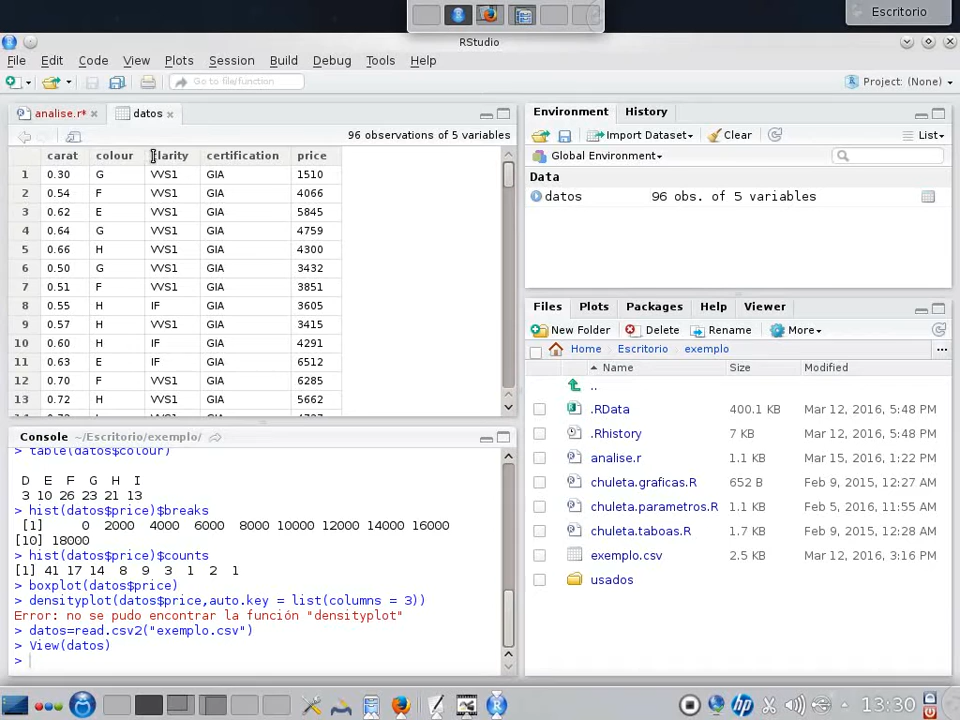 Escritorio
RStudio
File Edit Code View Plots Session Build Debug Tools Help
Go to file/function
Project: (None)
analise.r*
datos
96 observations of 5 variables
carat colour clarity certification price
1 0.30 G VVS1 GIA 1510
2 0.54 F VVS1 GIA 4066
3 0.62 E VVS1 GIA 5845
4 0.64 G VVS1 GIA 4759
5 0.66 H VVS1 GIA 4300
6 0.50 G VVS1 GIA 3432
7 0.51 F VVS1 GIA 3851
8 0.55 H IF GIA 3605
9 0.57 H VVS1 GIA 3415
10 0.60 H IF GIA 4291
11 0.63 E IF GIA 6512
12 0.70 F VVS1 GIA 6285
13 0.72 H VVS1 GIA 5662
Console ~/Escritorio/exemplo/
> table(datos$colour)
D E F G H I
3 10 26 23 21 13
> hist(datos$price)$breaks
[1] 0 2000 4000 6000 8000 10000 12000 14000 16000
[10] 18000
> hist(datos$price)$counts
[1] 41 17 14 8 9 3 1 2 1
> boxplot(datos$price)
> densityplot(datos$price,auto.key = list(columns = 3))
Error: no se pudo encontrar la función "densityplot"
> datos=read.csv2("exemplo.csv")
> View(datos)
>
Environment History
Import Dataset Clear List
Global Environment
Data
datos 96 obs. of 5 variables
Files Plots Packages Help Viewer
New Folder Delete Rename More
Home Escritorio exemplo
Name Size Modified
..
.RData 400.1 KB Mar 12, 2016, 5:48 PM
.Rhistory 7 KB Mar 12, 2016, 5:48 PM
analise.r 1.1 KB Mar 15, 2016, 1:22 PM
chuleta.graficas.R 652 B Feb 9, 2015, 12:27 AM
chuleta.parametros.R 1.1 KB Feb 5, 2016, 11:55 AM
chuleta.taboas.R 1.7 KB Feb 9, 2015, 12:27 AM
exemplo.csv 2.5 KB Mar 12, 2016, 3:16 PM
usados
hp
13:30